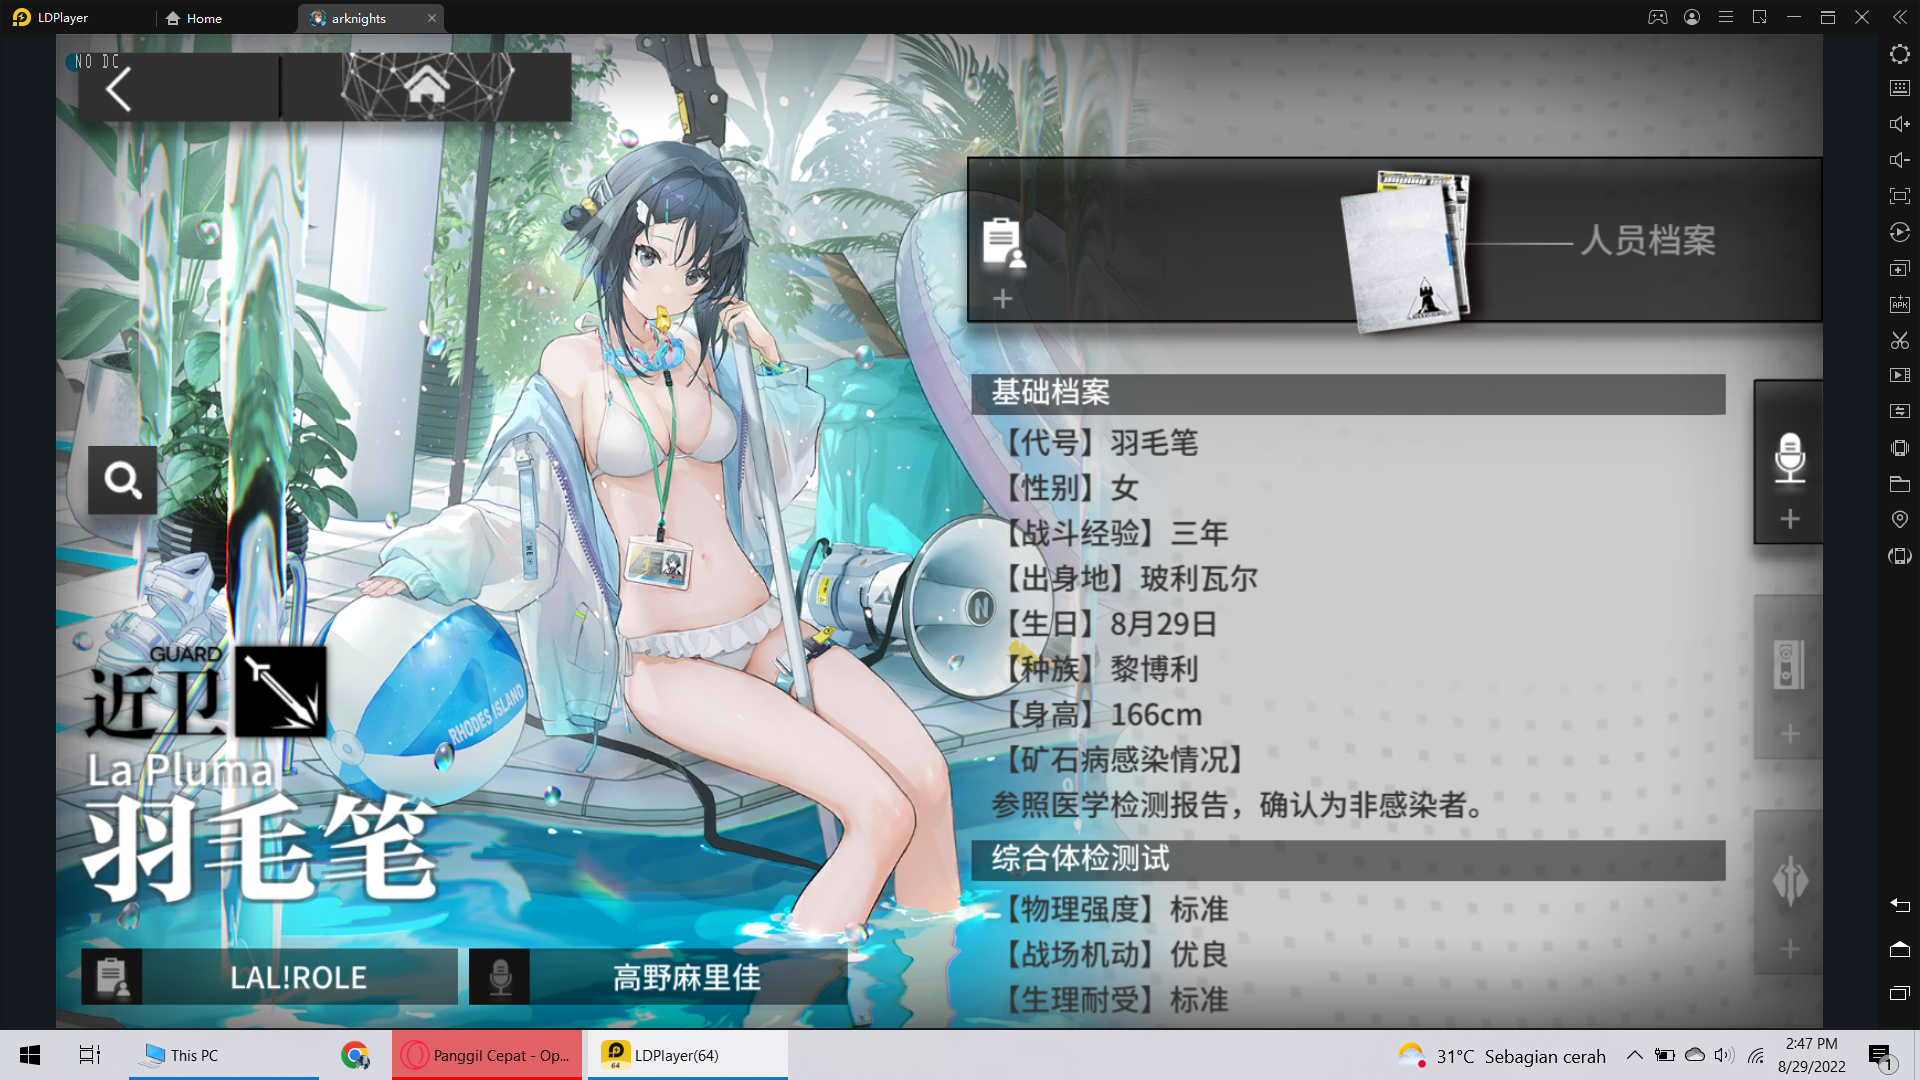 LDPlayer
Home
arknights
NO DC
人员档案
基础档案
【代号】羽毛笔
【性别】女
【战斗经验】三年
【出身地】玻利瓦尔
【生日】8月29日
【种族】黎博利
【身高】166cm
【矿石病感染情况】
参照医学检测报告，确认为非感染者。
综合体检测试
【物理强度】标准
【战场机动】优良
【生理耐受】标准
N
THE
RHODES ISLAND
GUARD
近卫
La Pluma
羽毛笔
LAL!ROLE
高野麻里佳
APK
This PC
Panggil Cepat - Op...
64
LDPlayer(64)
31°C Sebagian cerah
2:47 PM
8/29/2022
1